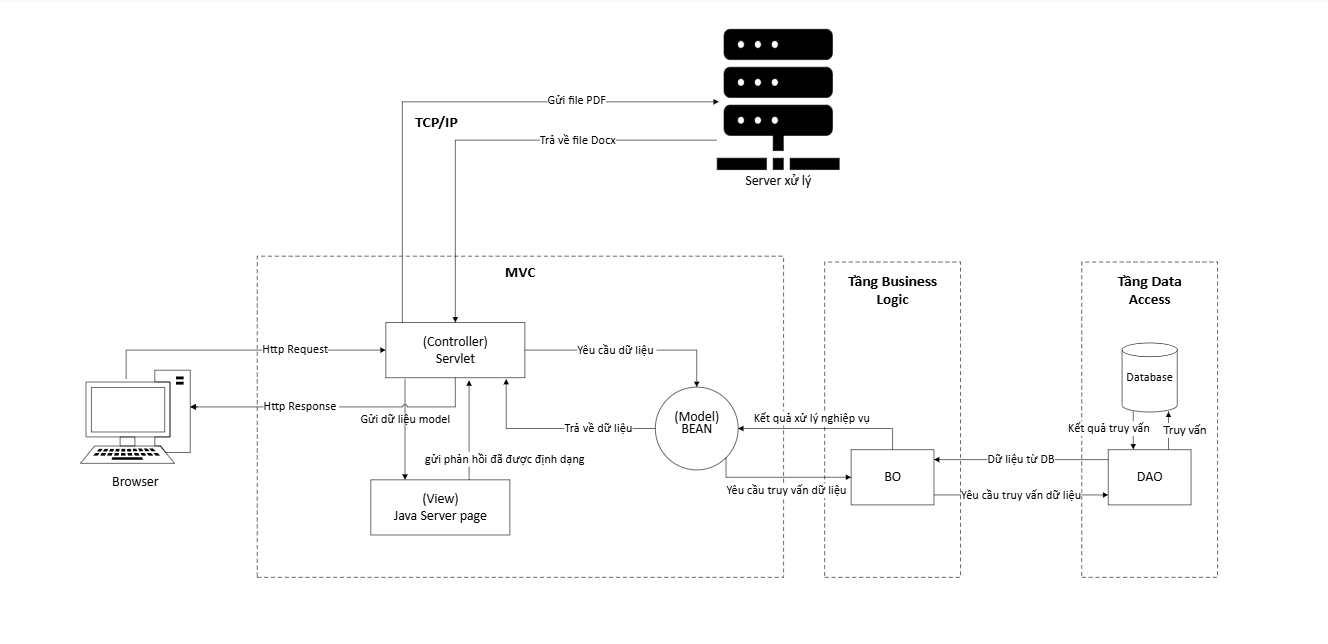 Gửi file PDF
TCP/IP
Trả về file Docx
Server xử lý
MVC
Tầng Business
Logic
Tầng Data
Access
(Controller)
Servlet
Http Request
Yêu cầu dữ liệu
Database
Http Response
Gửi dữ liệu model
(Model)
BEAN
Kết quả xử lý nghiệp vụ
Trả về dữ liệu
Kết quả truy vấn
Truy vấn
gửi phản hồi đã được định dạng
Dữ liệu từ DB
Browser
BO
DAO
Yêu cầu truy vấn dữ liệu
Yêu cầu truy vấn dữ liệu
(View)
Java Server page